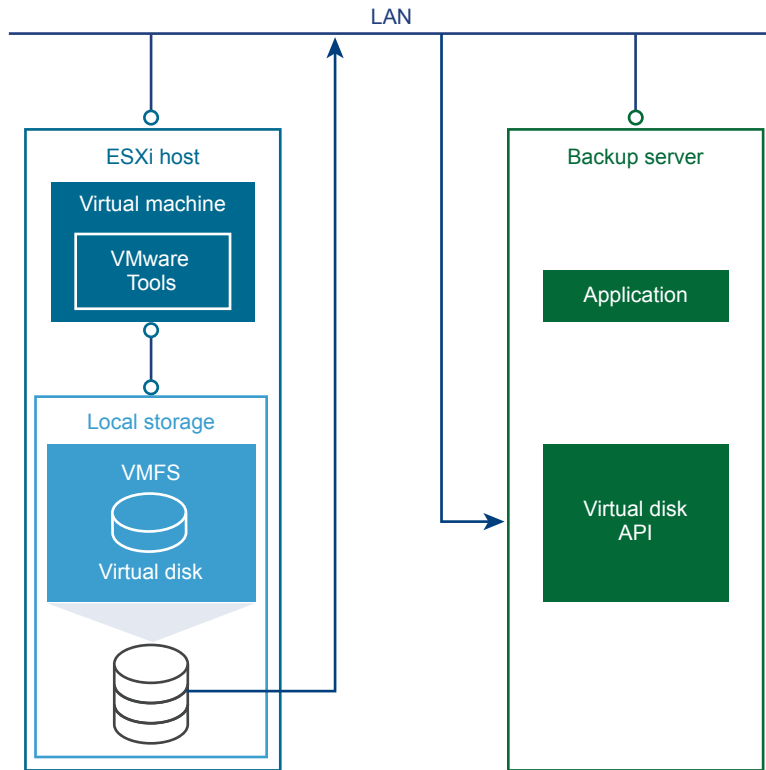 LAN
ESXi host
Virtual machine
VMware
Tools
Local storage
VMFS
Virtual disk
Backup server
Application
Virtual disk
API